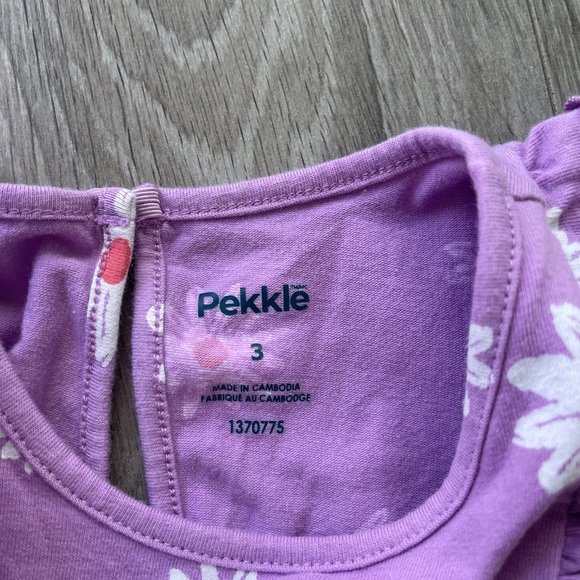 Pekkle
3
MADE IN CAMBODIA
FABRIQUÉ AU CAMBODGE
1370775